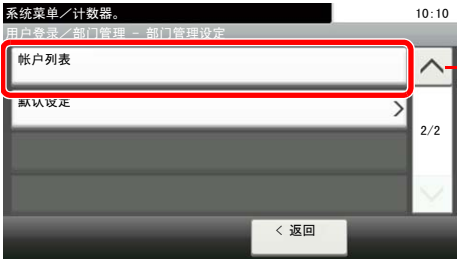 系统菜单／计数器。
10:10
用户登录／部门管理 - 部门管理设定
帐户列表
默认设定
2/2
< 返回